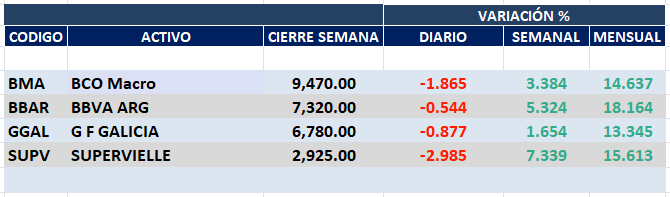 VARIACIÓN %
CODIGO ACTIVO CIERRE SEMANA DIARIO SEMANAL MENSUAL
BMA BCO Macro 9,470.00 -1.865 3.384 14.637
BBAR BBVA ARG 7,320.00 -0.544 5.324 18.164
GGAL G F GALICIA 6,780.00 -0.877 1.654 13.345
SUPV SUPERVIELLE 2,925.00 -2.985 7.339 15.613